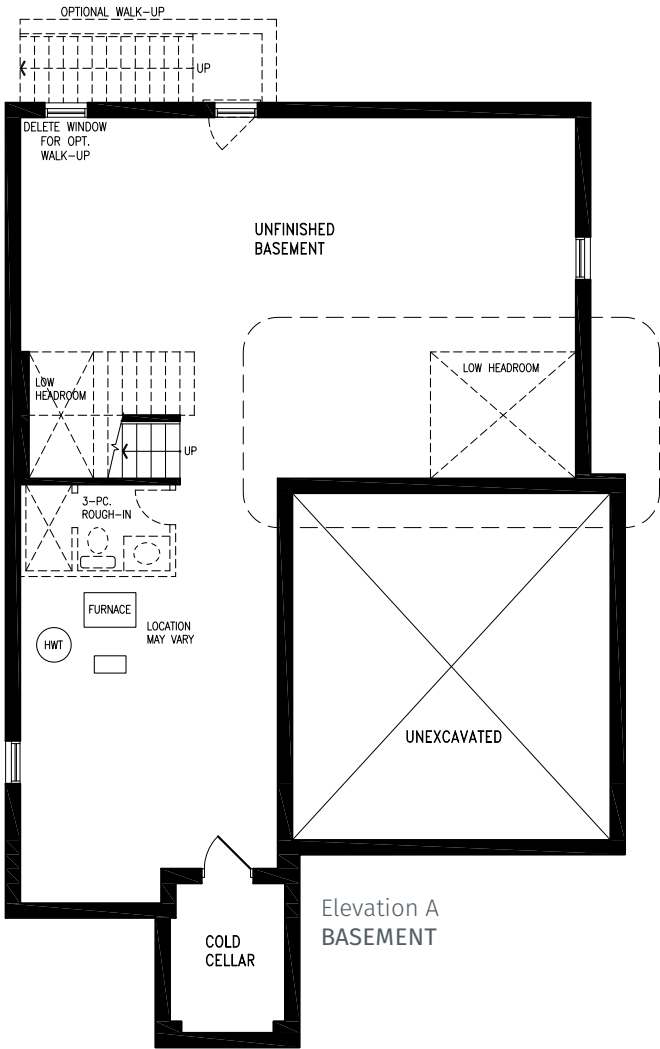 OPTIONAL WALK-UP
UP
DELETE WINDOW
FOR OPT.
WALK-UP
UNFINISHED
BASEMENT
LOW HEADROOM
LOW
HEADROOM
UP
3-PC.
ROUGH-IN
FURNACE
LOCATION
MAY VARY
HWT
UNEXCAVATED
Elevation A
BASEMENT
COLD
CELLAR